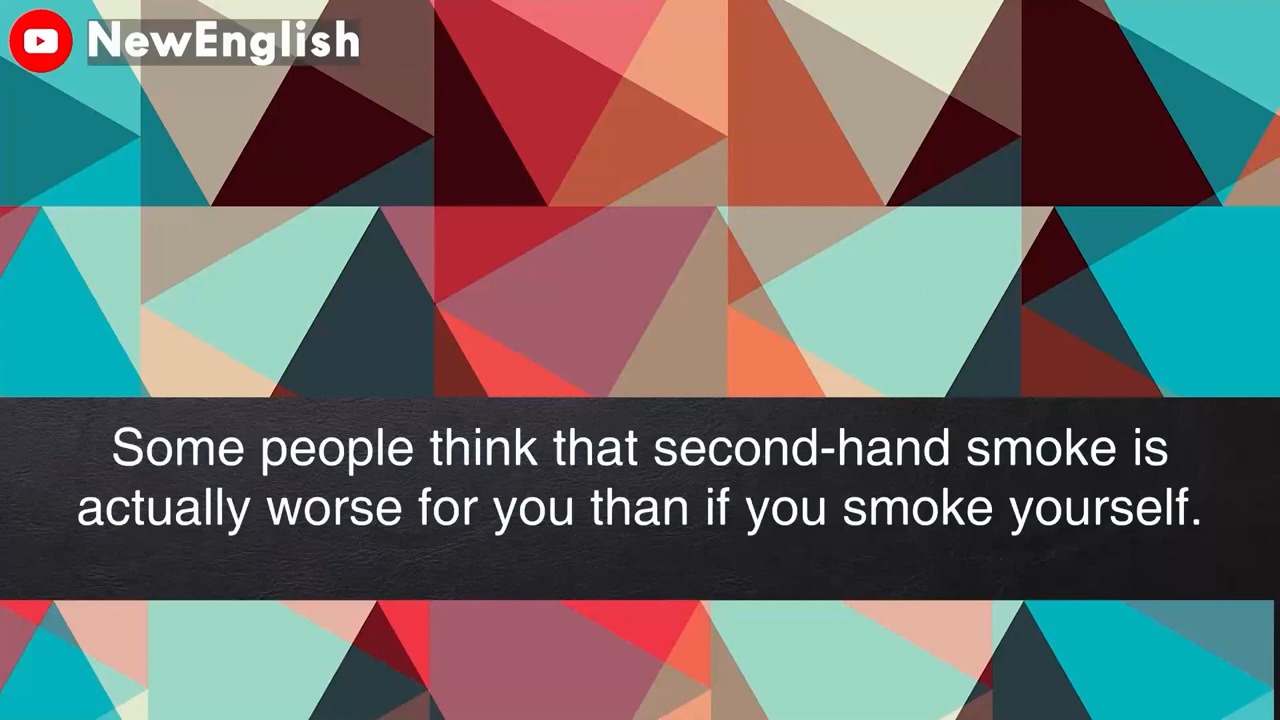 NewEnglish
Some people think that second-hand smoke is
actually worse for you than if you smoke yourself.